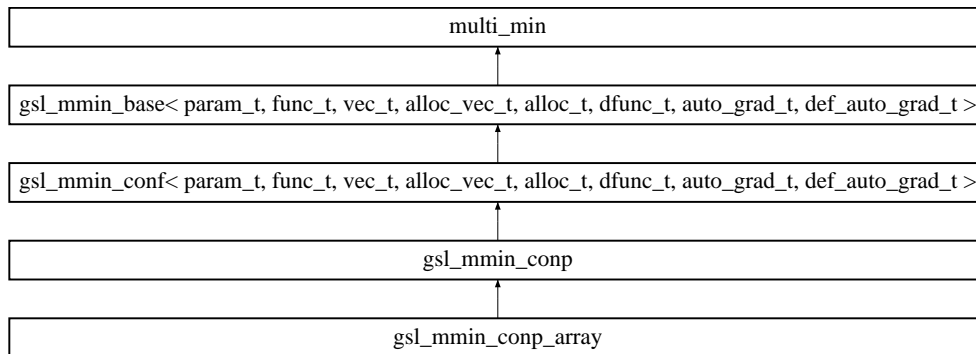 multi_min
gsl_mmin_base< param_t, func_t, vec_t, alloc_vec_t, alloc_t, dfunc_t, auto_grad_t, def_auto_grad_t >
gsl_mmin_conf< param_t, func_t, vec_t, alloc_vec_t, alloc_t, dfunc_t, auto_grad_t, def_auto_grad_t >
gsl_mmin_conp
gsl_mmin_conp_array